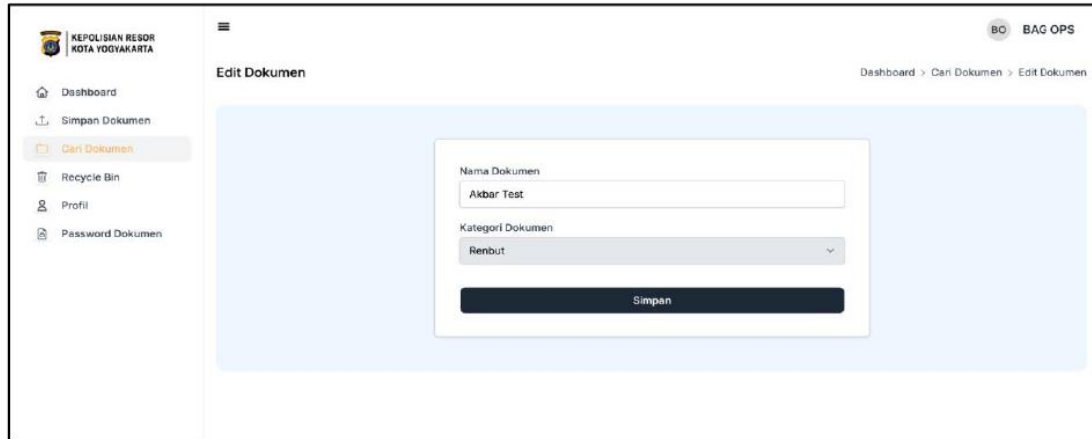 KEPOLISIAN RESOR
KOTA YOGYAKARTA
BO BAG OPS
Edit Dokumen
Dashboard > Cari Dokumen > Edit Dokumen
Dashboard
Simpan Dokumen
Cari Dokumen
Recycle Bin
Profil
Password Dokumen
Nama Dokumen
Akbar Test
Kategori Dokumen
Renbut
Simpan